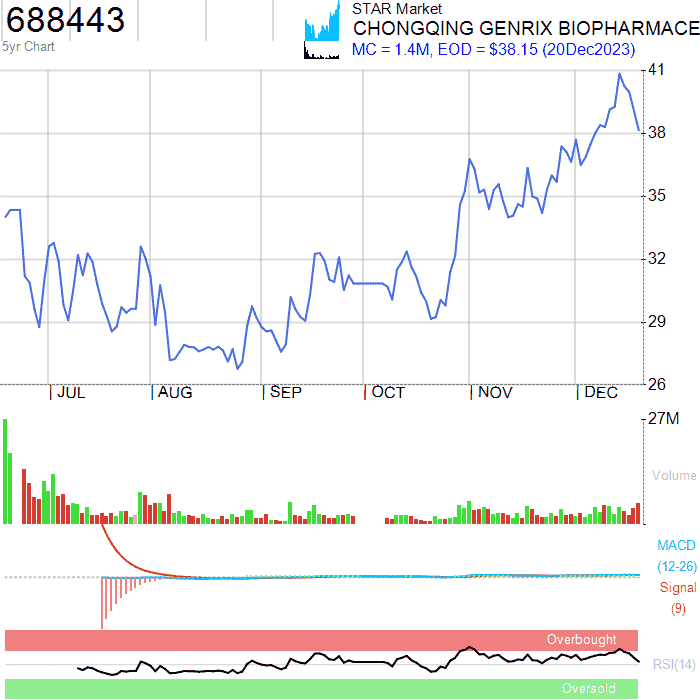 688443
5yr Chart
STAR Market
CHONGQING GENRIX BIOPHARMACE
MC = 1.4M, EOD = $38.15 (20Dec2023)
41
38
35
32
29
26
JUL AUG SEP OCT NOV DEC
27M
Volume
MACD
(12-26)
Signal
(9)
Overbought
RSI(14)
Oversold